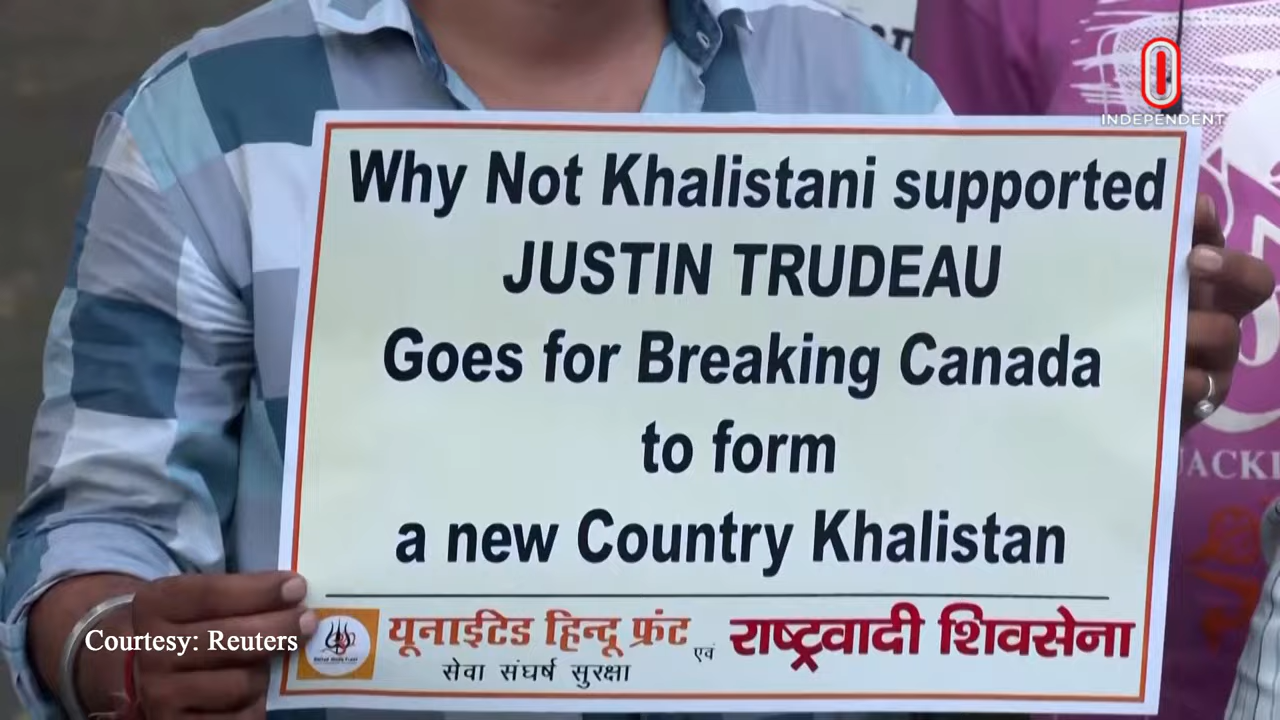 INDEPENDENT
Why Not Khalistani supported
JUSTIN TRUDEAU
Goes for Breaking Canada
to form
a new Country Khalistan
यूनाईटेड हिन्दू फ्रंट एवं राष्ट्रवादी शिवसेना
सेवा संघर्ष सुरक्षा
Courtesy: Reuters